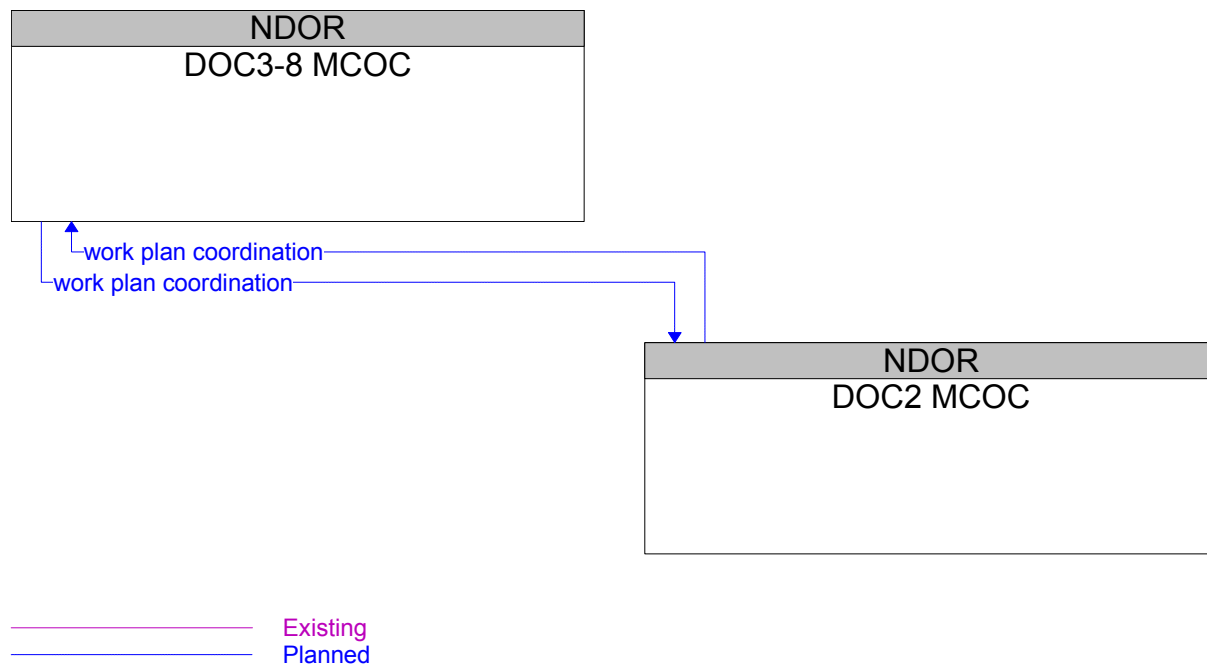 NDOR
DOC3-8 MCOC
work plan coordination
work plan coordination
NDOR
DOC2 MCOC
Existing
Planned